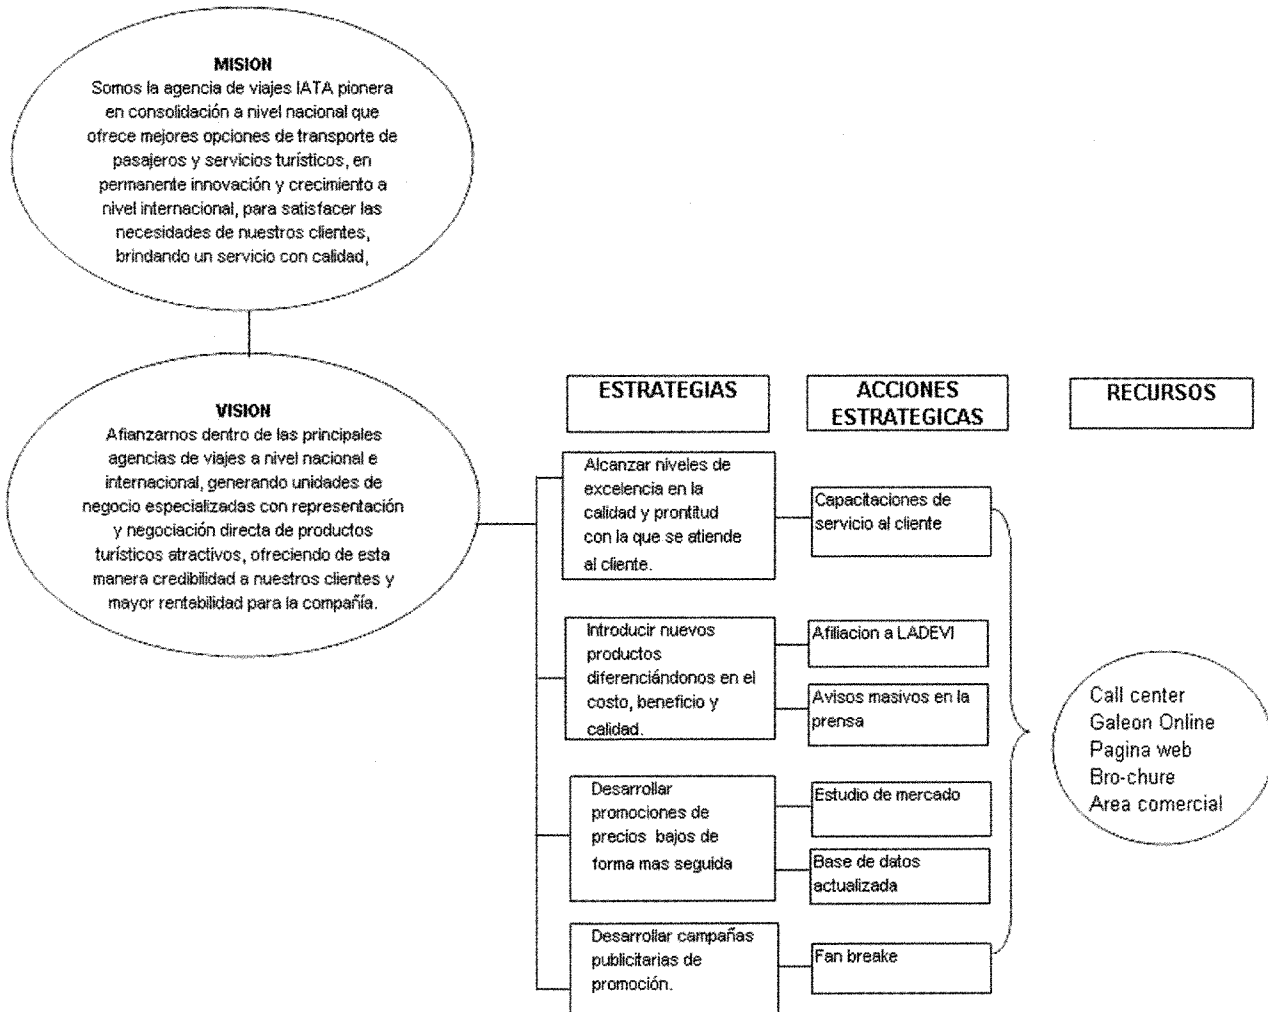 MISION
Somos la agencia de viajes IATA pionera
en consolidación a nivel nacional que
ofrece mejores opciones de transporte de
pasajeros y servicios turísticos, en
permanente innovación y crecimiento a
nivel internacional, para satisfacer las
necesidades de nuestros clientes,
brindando un servicio con calidad,
VISION
Afianzarnos dentro de las principales
agencias de viajes a nivel nacional e
internacional, generando unidades de
negocio especializadas con representación
y negociación directa de productos
turísticos atractivos, ofreciendo de esta
manera credibilidad a nuestros clientes y
mayor rentabilidad para la compañía.
ESTRATEGIAS
Alcanzar niveles de
excelencia en la
calidad y prontitud
con la que se atiende
al cliente.
Introducir nuevos
productos
diferenciándonos en el
costo, beneficio y
calidad.
Desarrollar
promociones de
precios bajos de
forma mas seguida
Desarrollar campañas
publicitarias de
promoción.
ACCIONES
ESTRATEGICAS
Capacitaciones de
servicio al cliente
Afiliacion a LADEVI
Avisos masivos en la
prensa
Estudio de mercado
Base de datos
actualizada
Fan breake
RECURSOS
Call center
Galeon Online
Pagina web
Bro-chure
Area comercial